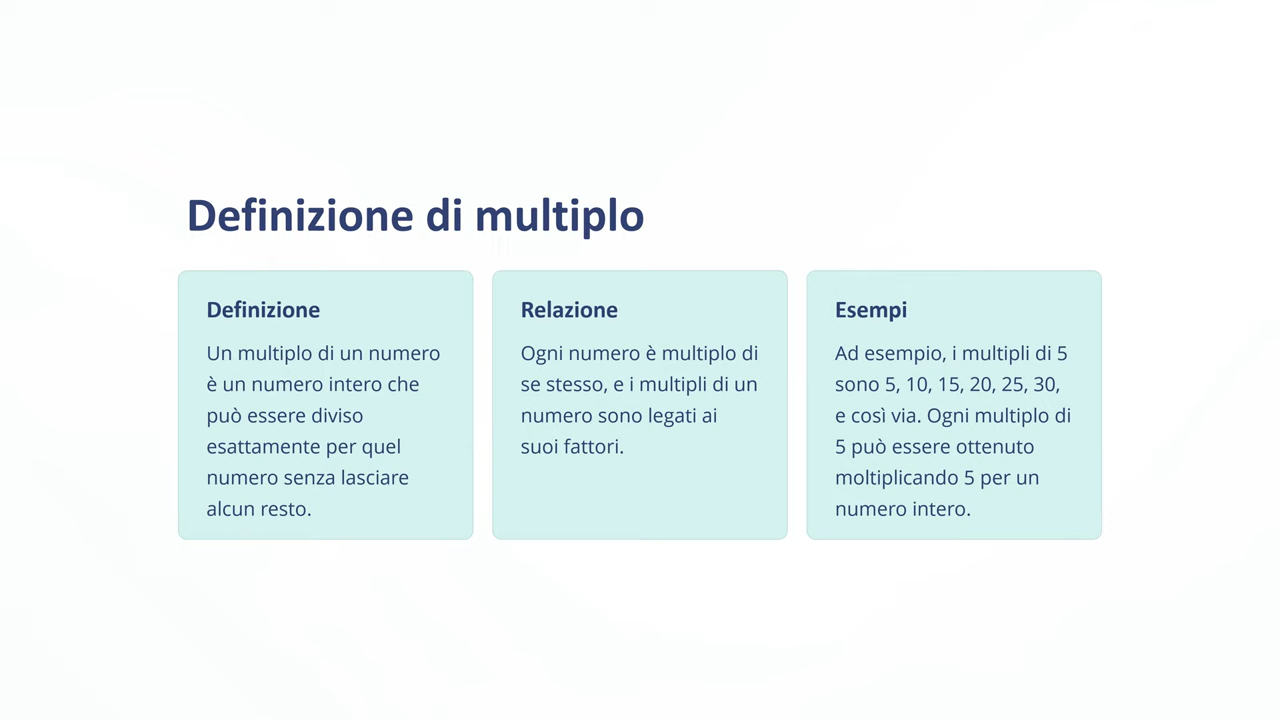 Definizione di multiplo
Definizione
Un multiplo di un numero
è un numero intero che
può essere diviso
esattamente per quel
numero senza lasciare
alcun resto.
Relazione
Ogni numero è multiplo di
se stesso, e i multipli di un
numero sono legati ai
suoi fattori.
Esempi
Ad esempio, i multipli di 5
sono 5, 10, 15, 20, 25, 30,
e così via. Ogni multiplo di
5 può essere ottenuto
moltiplicando 5 per un
numero intero.